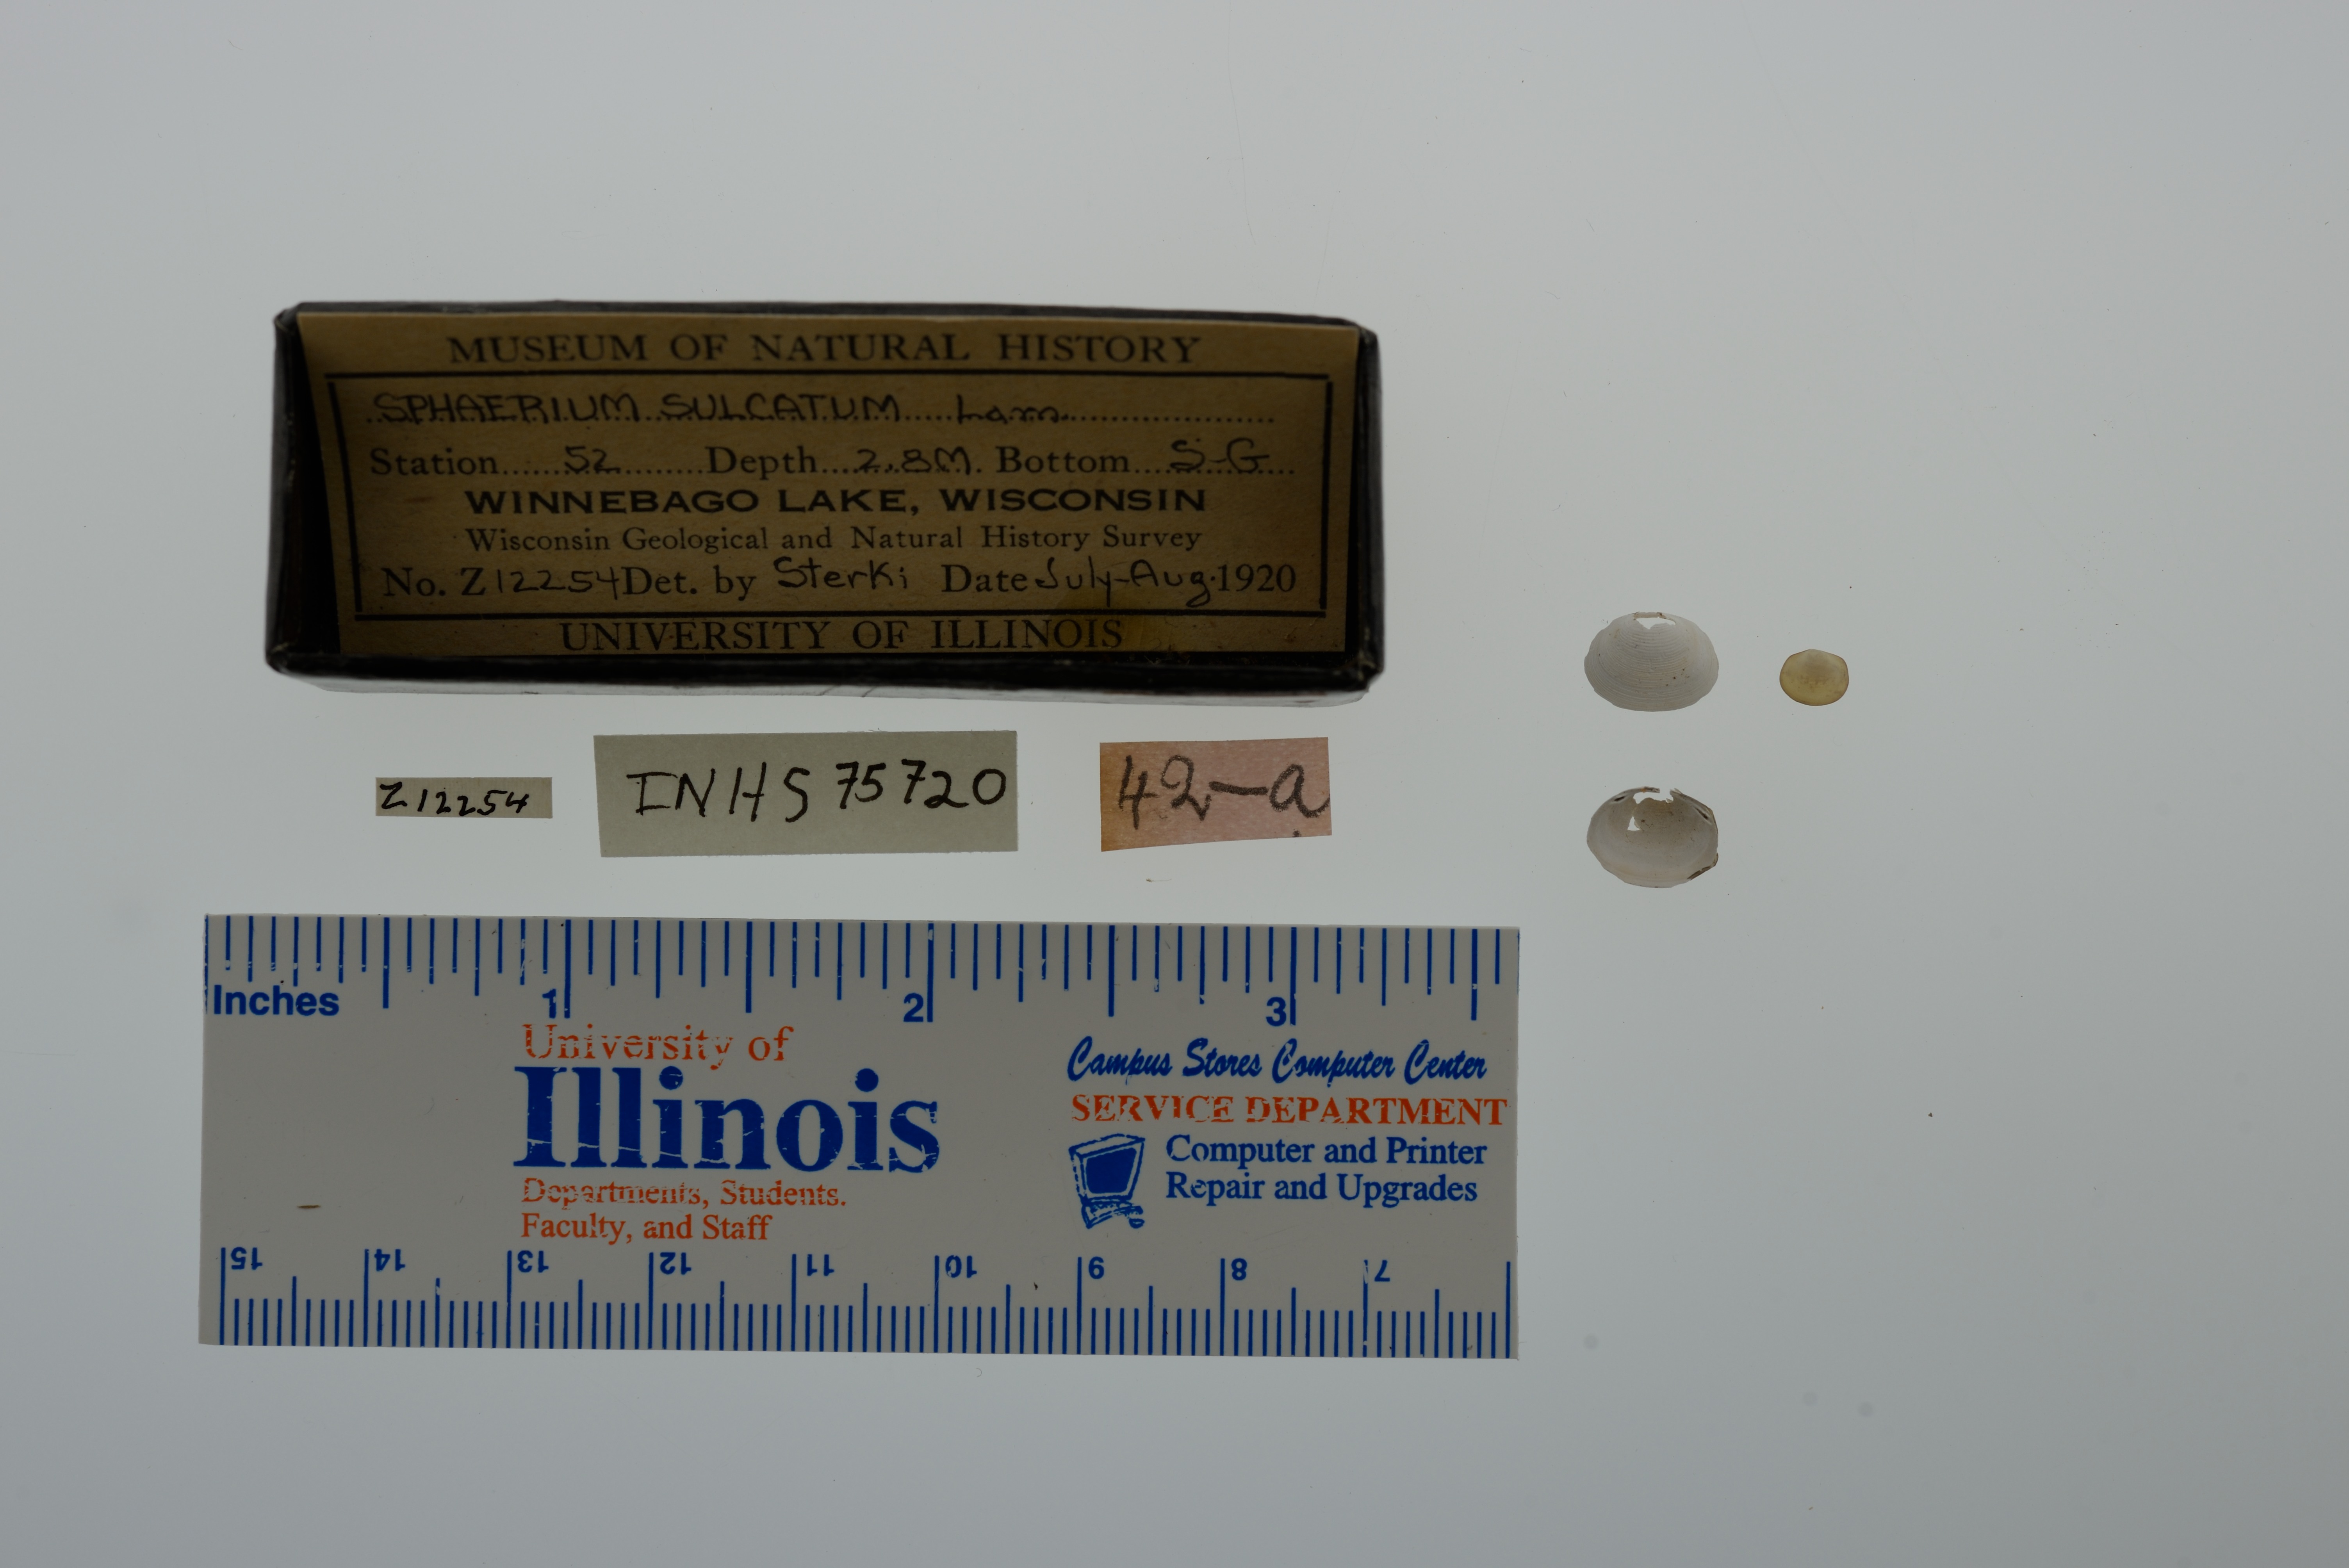 MUSEUM OF NATURAL HISTORY
SPHAERIUM SULCATUM Lam.
Station 52 Depth 2.8M. Bottom S-G
WINNEBAGO LAKE, WISCONSIN
Wisconsin Geological and Natural History Survey
No. Z12254 Det. by Sterki Date July-Aug. 1920
UNIVERSITY OF ILLINOIS
Z12254
INHS 75720
42-a
Inches 1 2 3
University of
Illinois
Departments, Students.
Faculty, and Staff
Campus Stores Computer Center
SERVICE DEPARTMENT
Computer and Printer
Repair and Upgrades
15 14 13 12 11 10 9 8 7